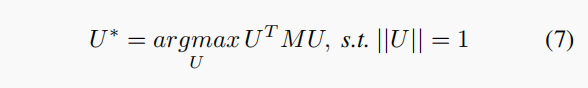 U* = argmax U^T MU, s.t. ||U|| = 1 (7)
U